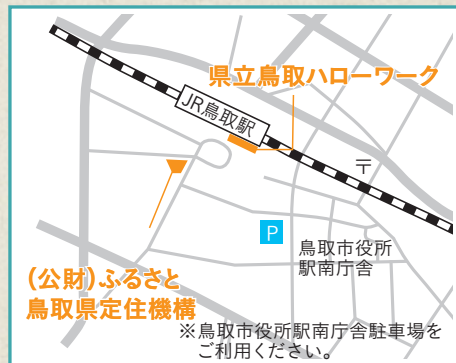 県立鳥取ハローワーク
JR鳥取駅
〒
P
鳥取市役所
駅南庁舎
(公財)ふるさと
鳥取県定住機構
※鳥取市役所駅南庁舎駐車場を
ご利用ください。